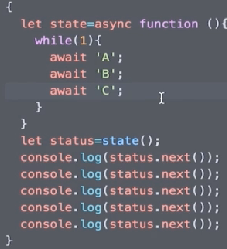 {
let state=async function (){
while(1){
await 'A';
await 'B';
await 'C';
}
}
let status=state();
console.log(status.next());
console.log(status.next());
console.log(status.next());
console.log(status.next());
console.log(status.next());
}